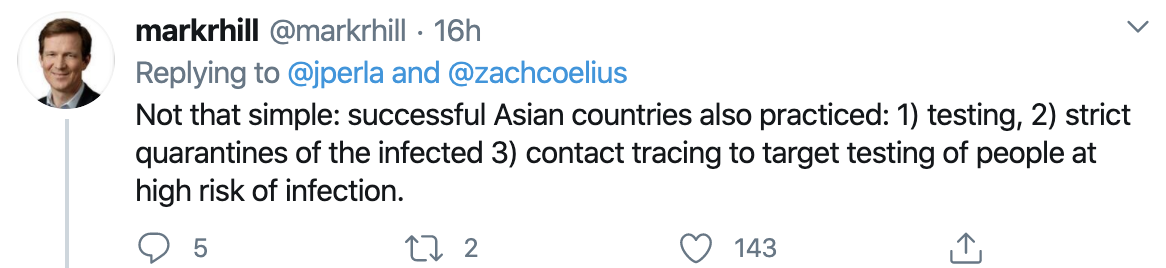 markrhill @markrhill · 16h
Replying to @jperla and @zachcoelius
Not that simple: successful Asian countries also practiced: 1) testing, 2) strict
quarantines of the infected 3) contact tracing to target testing of people at
high risk of infection.
5 2 143